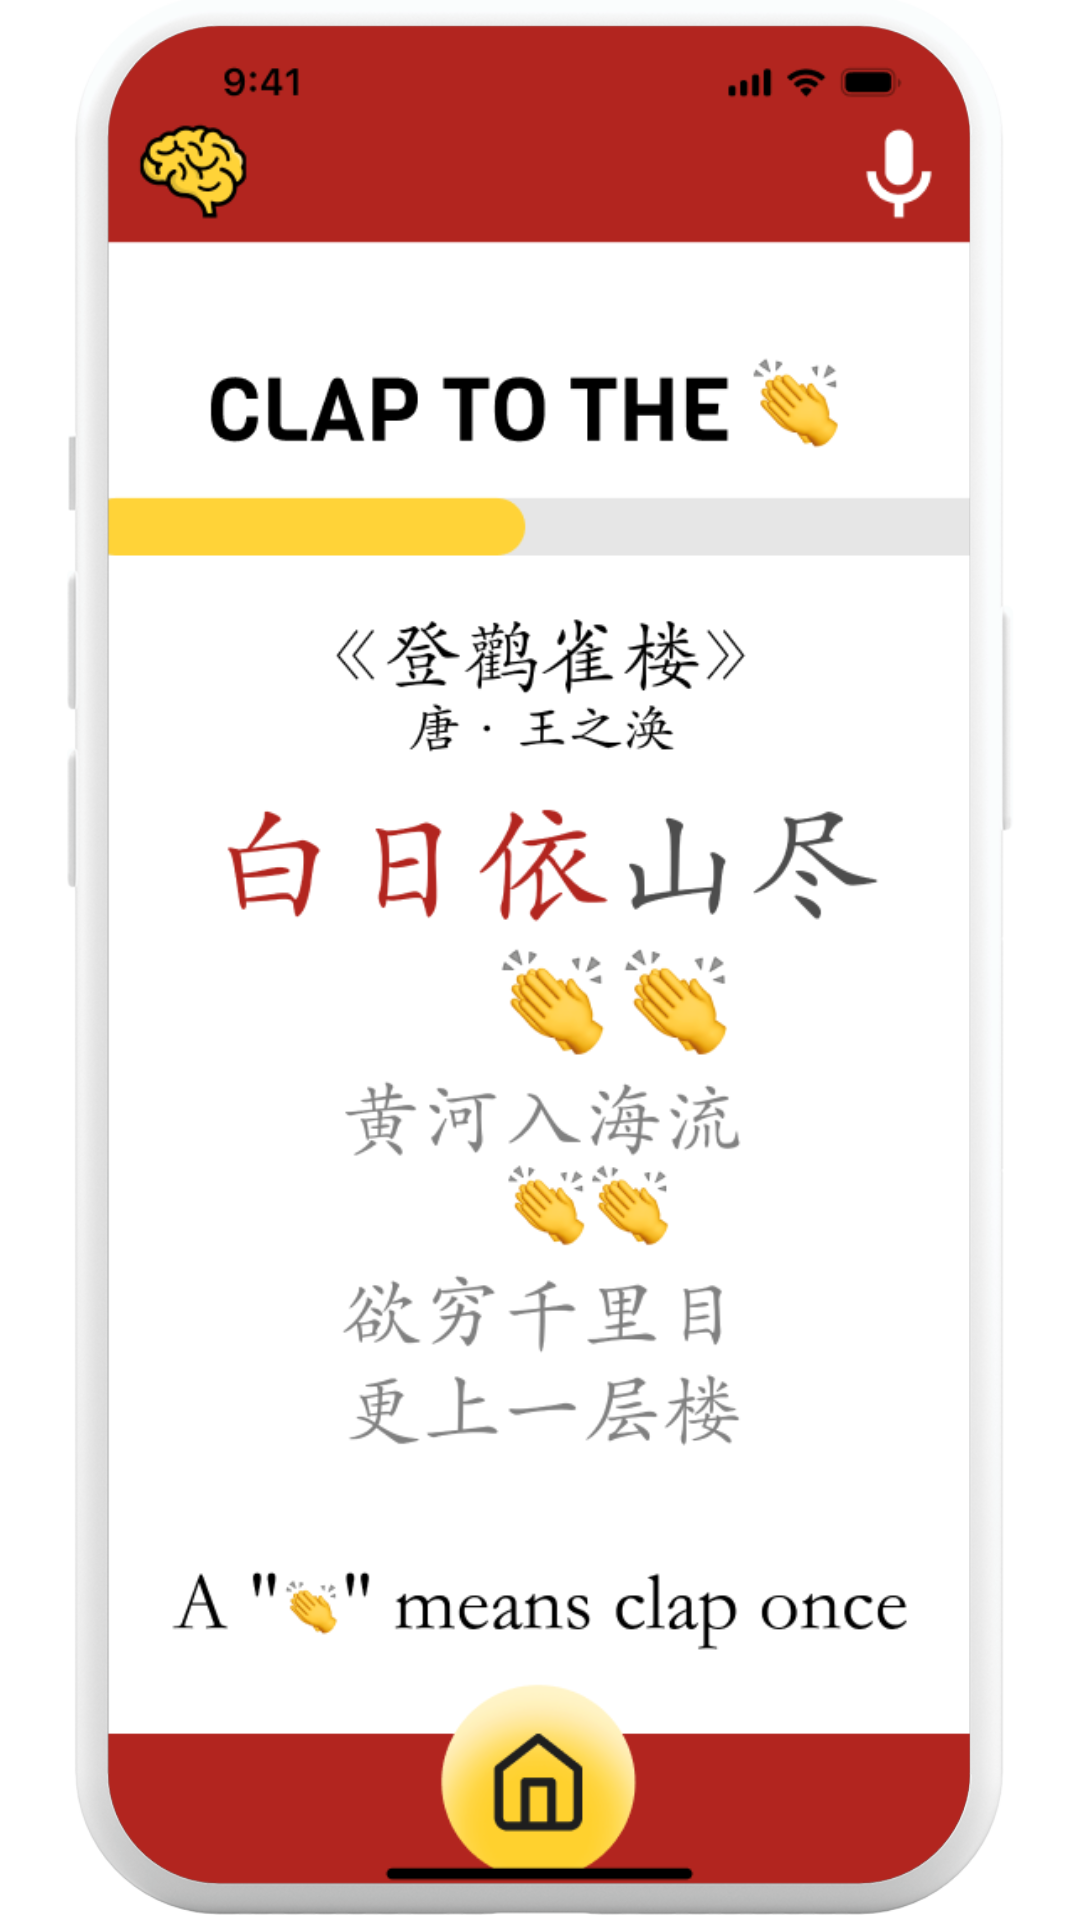 9:41
CLAP TO THE 👏
《登鹳雀楼》
唐 · 王之涣
白日依山尽
👏👏
黄河入海流
👏👏
欲穷千里目
更上一层楼
A "👏" means clap once